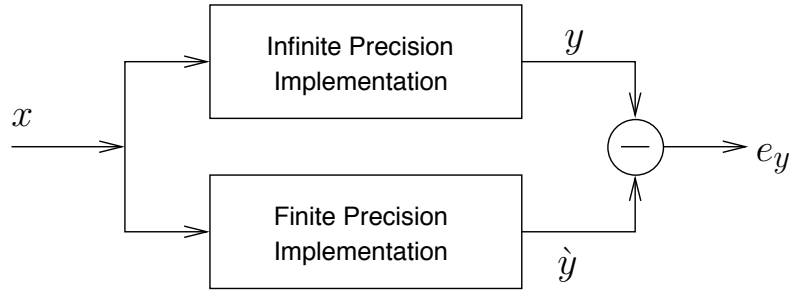 Infinite Precision
Implementation
y
x
−
e_y
Finite Precision
Implementation
ỳ